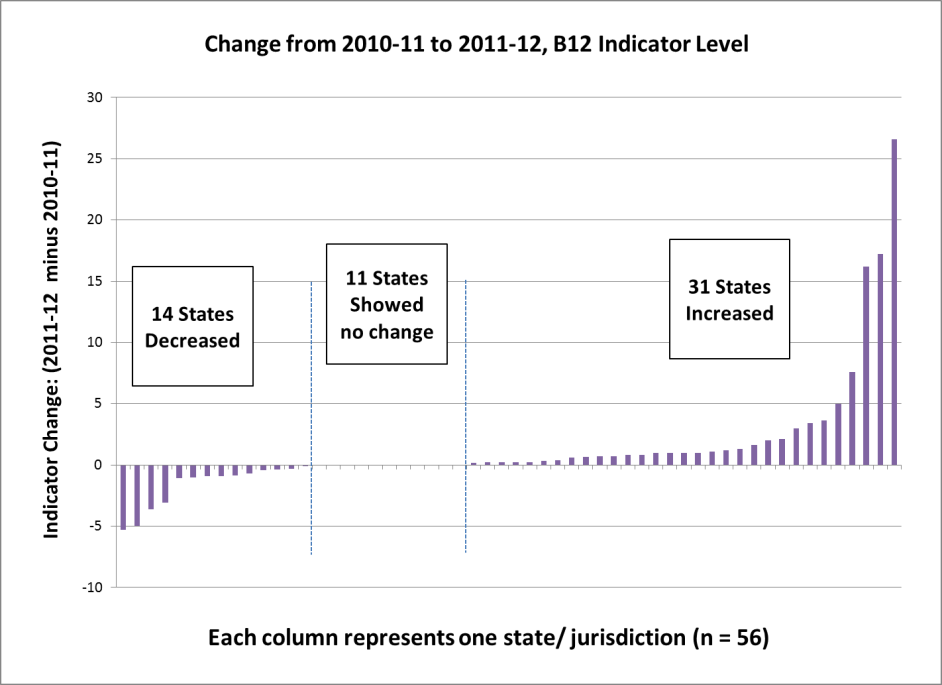 Change from 2010-11 to 2011-12, B12 Indicator Level
Indicator Change: (2011-12 minus 2010-11)
30
25
20
15
10
5
0
-5
-10
14 States
Decreased
11 States
Showed
no change
31 States
Increased
Each column represents one state/ jurisdiction (n = 56)